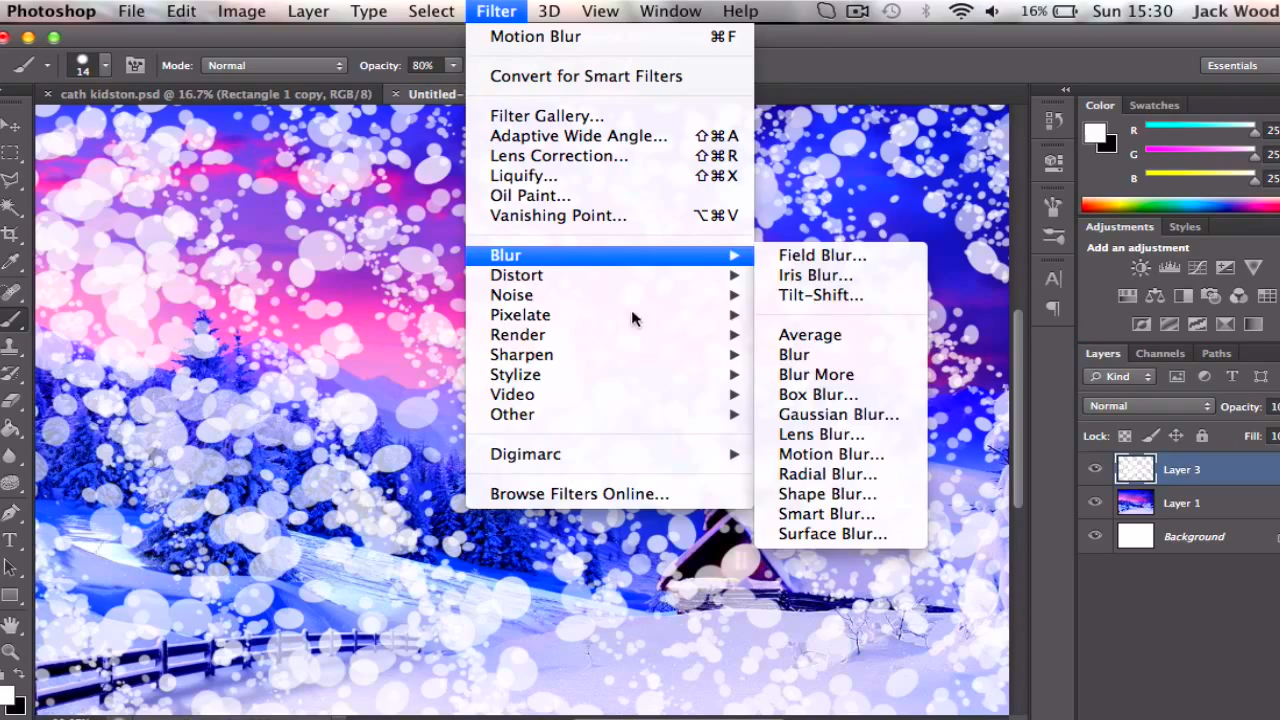 Photoshop File Edit Image Layer Type Select Filter 3D View Window Help 16% Sun 15:30 Jack Wood
14 Mode: Normal Opacity: 80% Essentials
× cath kidston.psd @ 16.7% (Rectangle 1 copy, RGB/8) × Untitled-
Motion Blur ⌘F
Convert for Smart Filters
Filter Gallery...
Adaptive Wide Angle... ⇧⌘A
Lens Correction... ⇧⌘R
Liquify... ⇧⌘X
Oil Paint...
Vanishing Point... ⌥⌘V
Blur
Distort
Noise
Pixelate
Render
Sharpen
Stylize
Video
Other
Digimarc
Browse Filters Online...
Field Blur...
Iris Blur...
Tilt-Shift...
Average
Blur
Blur More
Box Blur...
Gaussian Blur...
Lens Blur...
Motion Blur...
Radial Blur...
Shape Blur...
Smart Blur...
Surface Blur...
Color Swatches
R 25
G 25
B 25
Adjustments Styles
Add an adjustment
Layers Channels Paths
Kind
Normal Opacity: 10
Lock: Fill: 10
Layer 3
Layer 1
Background